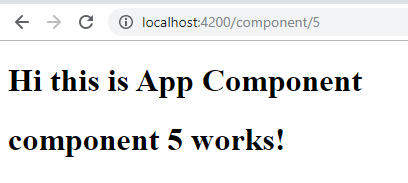 localhost:4200/component/5
Hi this is App Component
component 5 works!